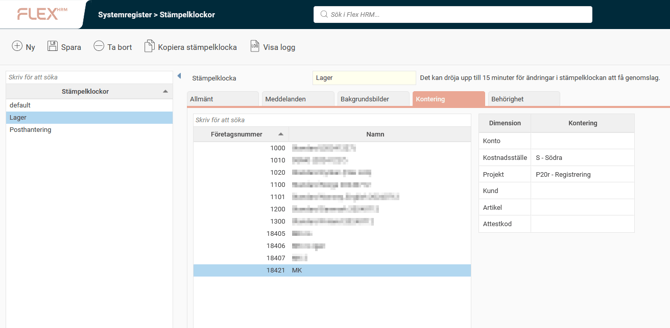 FLEX HRM
Systemregister > Stämpelklockor
Sök i Flex HRM...
Ny Spara Ta bort Kopiera stämpelklocka Visa logg
Skriv för att söka
Stämpelklockor
default
Lager
Posthantering
Stämpelklocka Lager Det kan dröja upp till 15 minuter för ändringar i stämpelklockan att få genomslag.
Allmänt Meddelanden Bakgrundsbilder Kontering Behörighet
Skriv för att söka
Företagsnummer Namn
1000
1010
1020
1100
1101
1200
1300
18405
18406
18407
18421 MK
Dimension Kontering
Konto
Kostnadsställe S - Södra
Projekt P20r - Registrering
Kund
Artikel
Attestkod